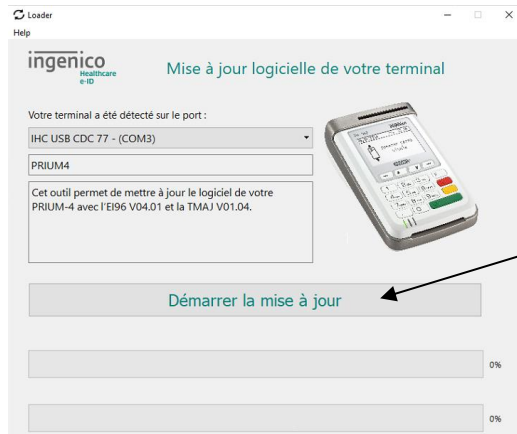 Loader
Help
ingenico
Healthcare
e-ID
Mise à jour logicielle de votre terminal
Votre terminal a été détecté sur le port :
IHC USB CDC 77 - (COM3)
PRIUM4
Cet outil permet de mettre à jour le logiciel de votre
PRIUM-4 avec l'EI96 V04.01 et la TMAJ V01.04.
Démarrer la mise à jour
0%
0%